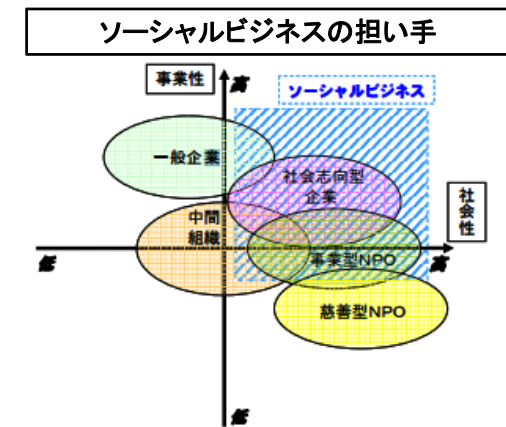 ソーシャルビジネスの担い手
事業性
高
ソーシャルビジネス
一般企業
社会志向型
企業
社会性
中間
組織
低
事業型NPO
高
慈善型NPO
低